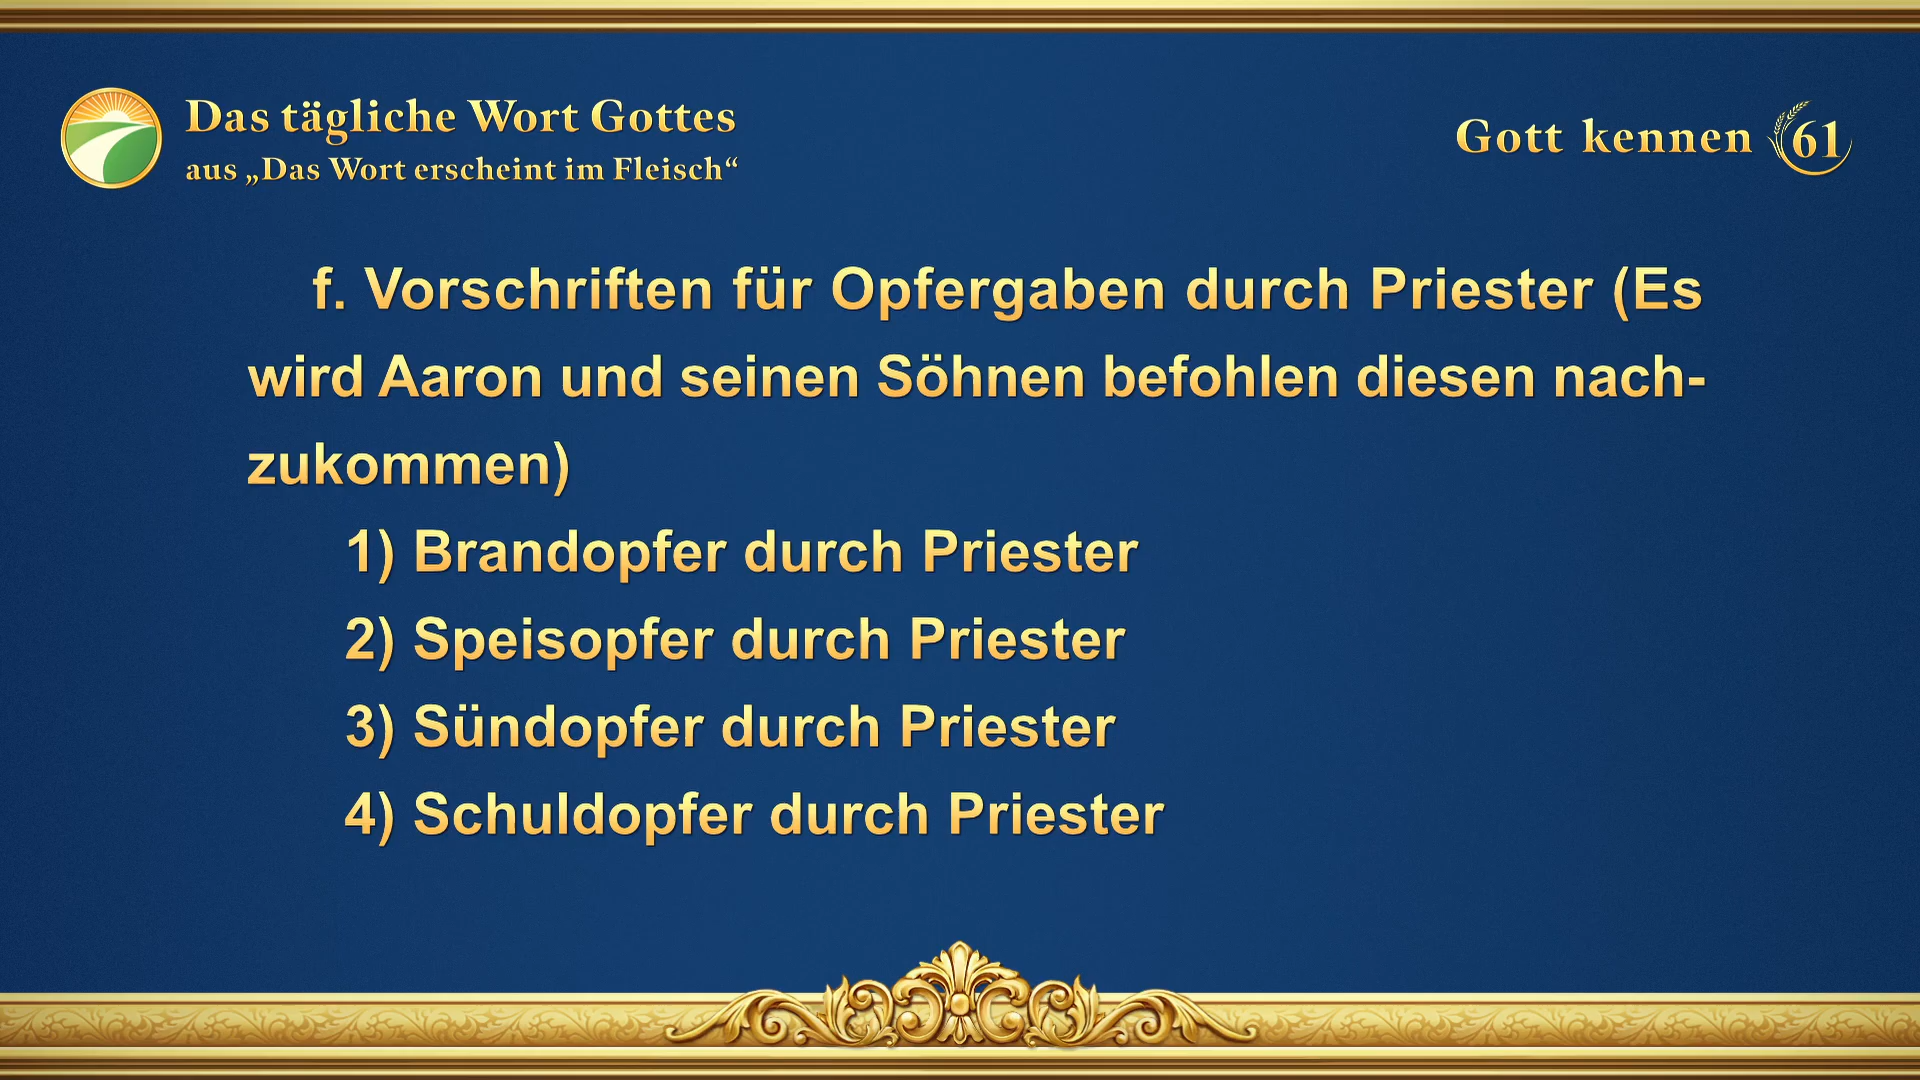 Das tägliche Wort Gottes
aus „Das Wort erscheint im Fleisch“
Gott kennen 61
f. Vorschriften für Opfergaben durch Priester (Es
wird Aaron und seinen Söhnen befohlen diesen nach-
zukommen)
1) Brandopfer durch Priester
2) Speisopfer durch Priester
3) Sündopfer durch Priester
4) Schuldopfer durch Priester